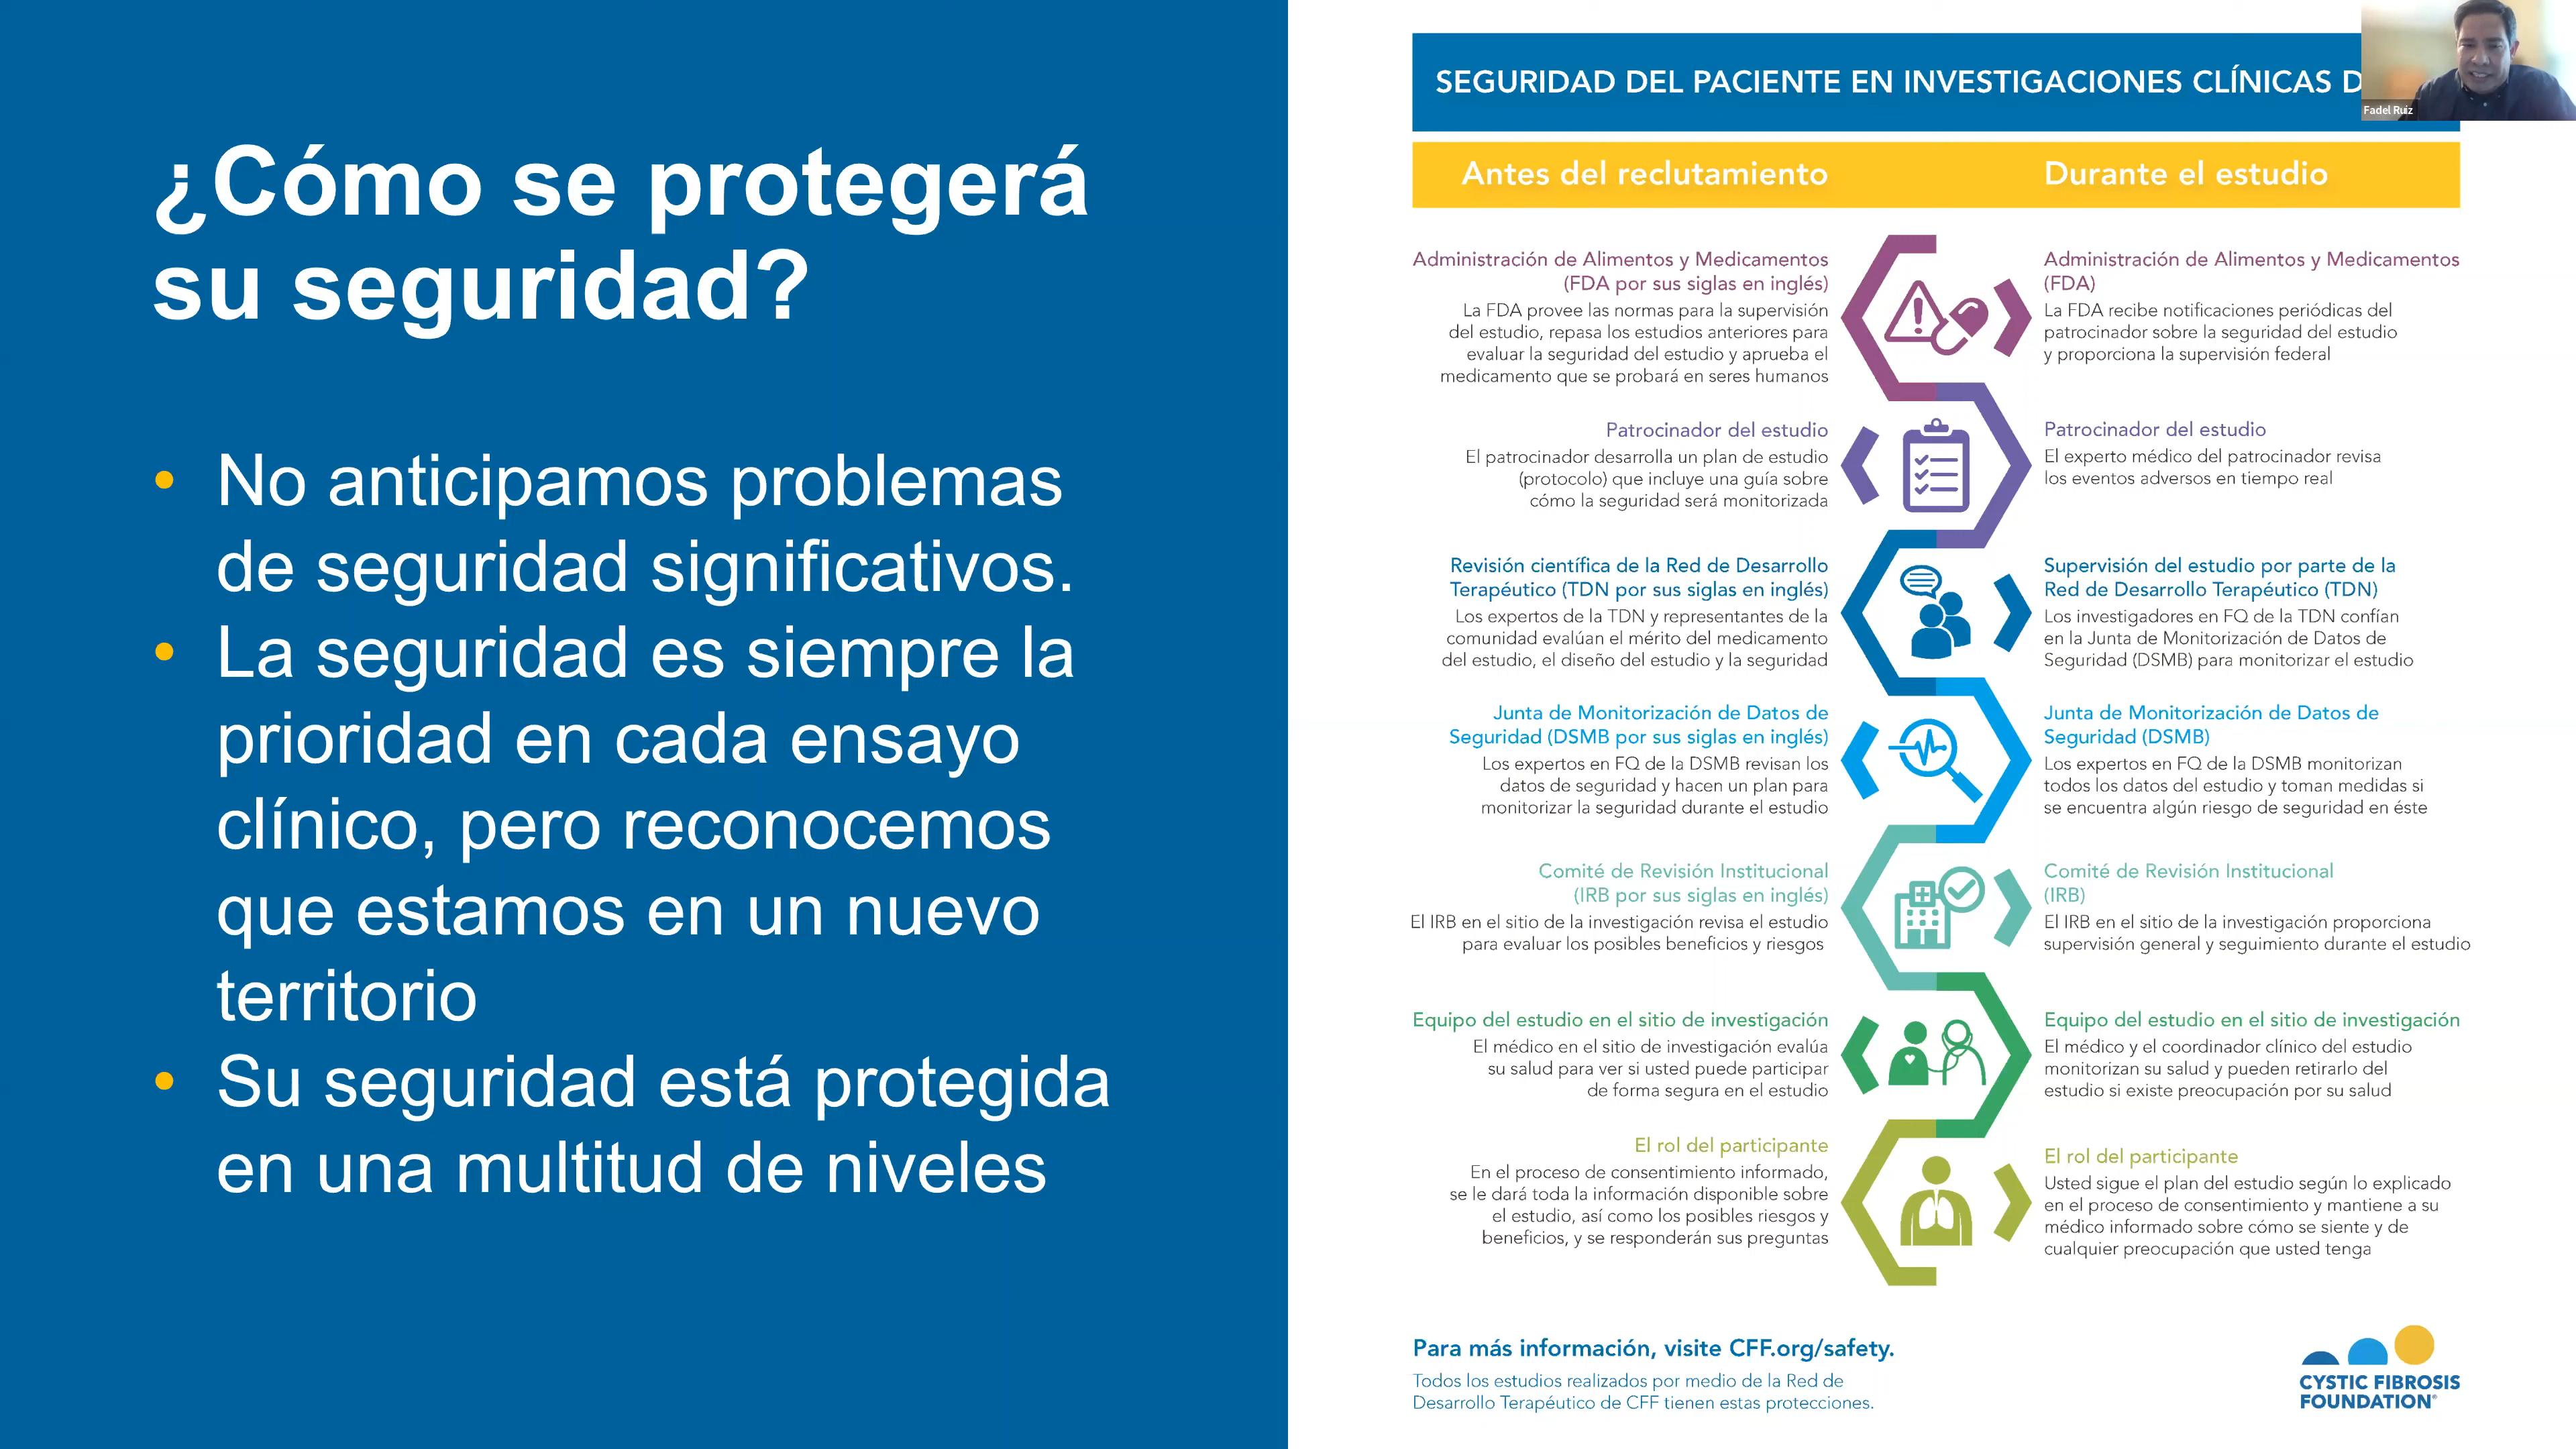 ¿Cómo se protegerá
su seguridad?
• No anticipamos problemas
de seguridad significativos.
• La seguridad es siempre la
prioridad en cada ensayo
clínico, pero reconocemos
que estamos en un nuevo
territorio
• Su seguridad está protegida
en una multitud de niveles
SEGURIDAD DEL PACIENTE EN INVESTIGACIONES CLÍNICAS D
Fadel Ruiz
Antes del reclutamiento
Durante el estudio
Administración de Alimentos y Medicamentos
(FDA por sus siglas en inglés)
La FDA provee las normas para la supervisión
del estudio, repasa los estudios anteriores para
evaluar la seguridad del estudio y aprueba el
medicamento que se probará en seres humanos
Administración de Alimentos y Medicamentos
(FDA)
La FDA recibe notificaciones periódicas del
patrocinador sobre la seguridad del estudio
y proporciona la supervisión federal
Patrocinador del estudio
El patrocinador desarrolla un plan de estudio
(protocolo) que incluye una guía sobre
cómo la seguridad será monitorizada
Patrocinador del estudio
El experto médico del patrocinador revisa
los eventos adversos en tiempo real
Revisión científica de la Red de Desarrollo
Terapéutico (TDN por sus siglas en inglés)
Los expertos de la TDN y representantes de la
comunidad evalúan el mérito del medicamento
del estudio, el diseño del estudio y la seguridad
Supervisión del estudio por parte de la
Red de Desarrollo Terapéutico (TDN)
Los investigadores en FQ de la TDN confían
en la Junta de Monitorización de Datos de
Seguridad (DSMB) para monitorizar el estudio
Junta de Monitorización de Datos de
Seguridad (DSMB por sus siglas en inglés)
Los expertos en FQ de la DSMB revisan los
datos de seguridad y hacen un plan para
monitorizar la seguridad durante el estudio
Junta de Monitorización de Datos de
Seguridad (DSMB)
Los expertos en FQ de la DSMB monitorizan
todos los datos del estudio y toman medidas si
se encuentra algún riesgo de seguridad en éste
Comité de Revisión Institucional
(IRB por sus siglas en inglés)
El IRB en el sitio de la investigación revisa el estudio
para evaluar los posibles beneficios y riesgos
Comité de Revisión Institucional
(IRB)
El IRB en el sitio de la investigación proporciona
supervisión general y seguimiento durante el estudio
Equipo del estudio en el sitio de investigación
El médico en el sitio de investigación evalúa
su salud para ver si usted puede participar
de forma segura en el estudio
Equipo del estudio en el sitio de investigación
El médico y el coordinador clínico del estudio
monitorizan su salud y pueden retirarlo del
estudio si existe preocupación por su salud
El rol del participante
En el proceso de consentimiento informado,
se le dará toda la información disponible sobre
el estudio, así como los posibles riesgos y
beneficios, y se responderán sus preguntas
El rol del participante
Usted sigue el plan del estudio según lo explicado
en el proceso de consentimiento y mantiene a su
médico informado sobre cómo se siente y de
cualquier preocupación que usted tenga
Para más información, visite CFF.org/safety.
Todos los estudios realizados por medio de la Red de
Desarrollo Terapéutico de CFF tienen estas protecciones.
CYSTIC FIBROSIS
FOUNDATION®